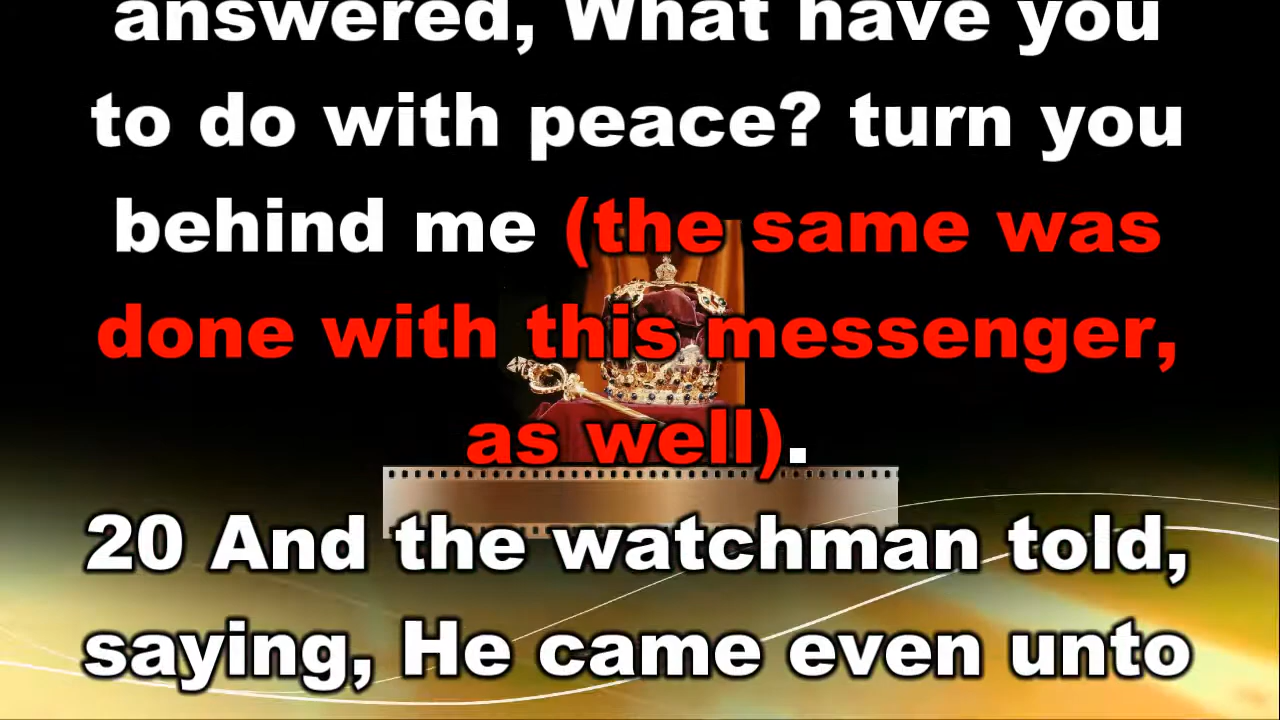 answered, What have you
to do with peace? turn you
behind me (the same was
done with this messenger,
as well).
20 And the watchman told,
saying, He came even unto